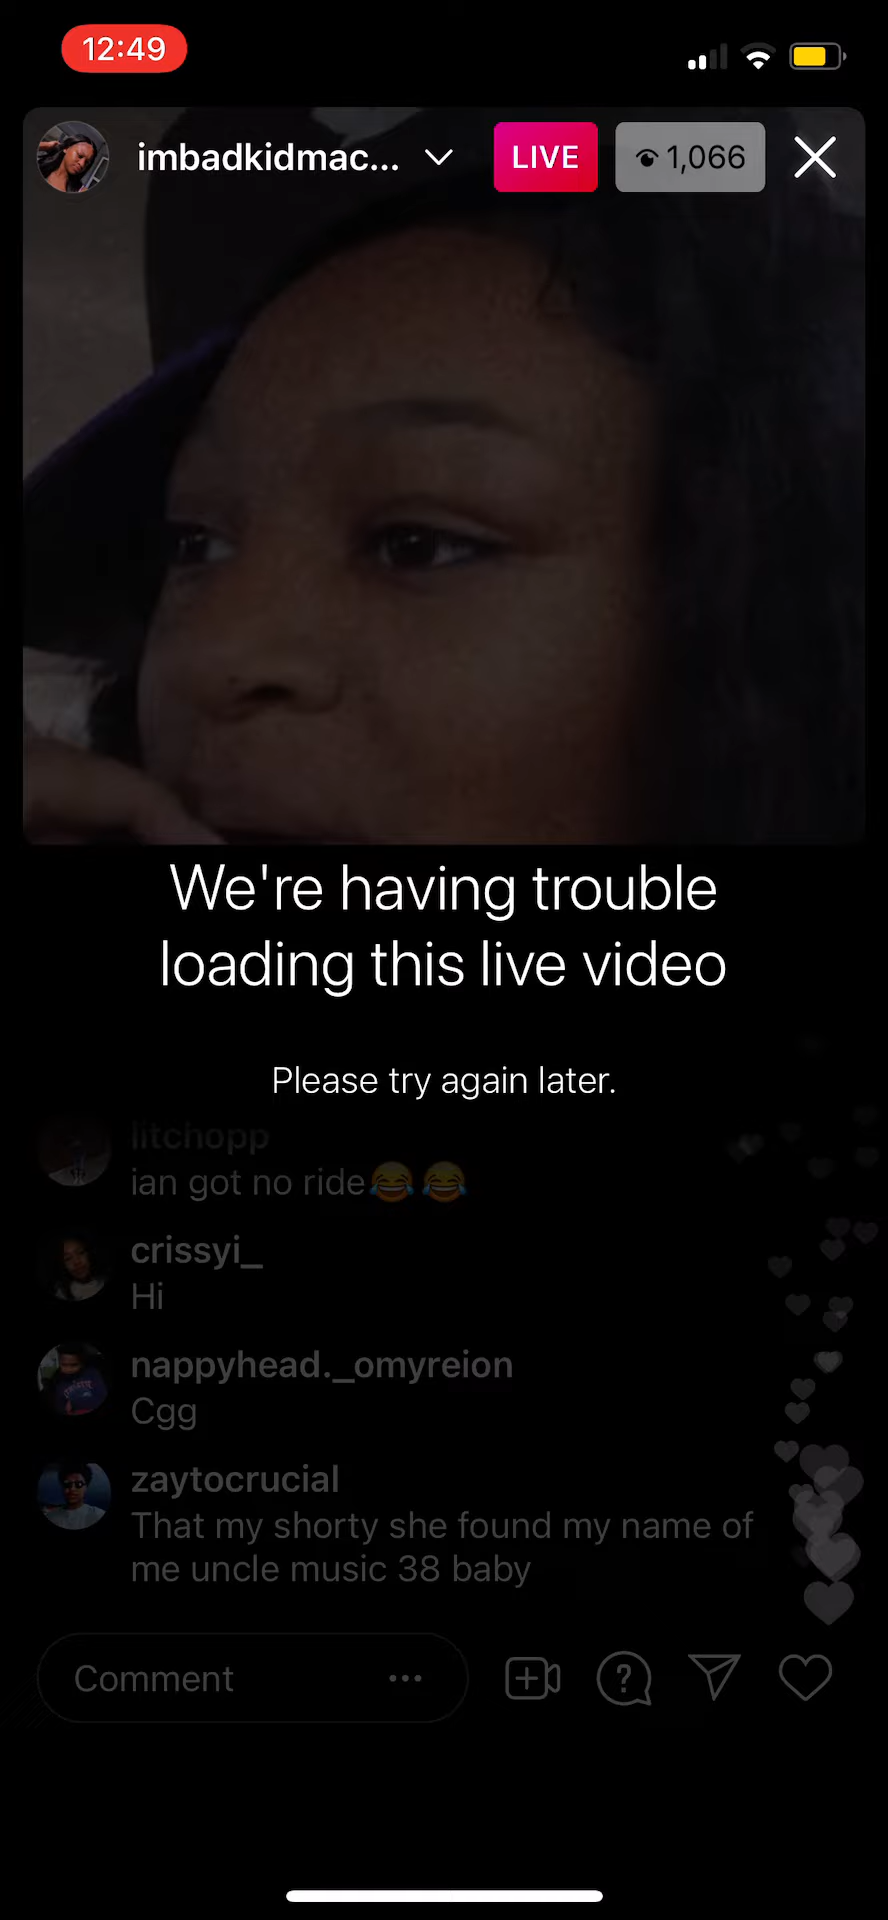 12:49
imbadkidmac...
LIVE
1,066
We're having trouble
loading this live video
Please try again later.
litchopp
ian got no ride😂😂
crissyi_
Hi
nappyhead._omyreion
Cgg
zaytocrucial
That my shorty she found my name of
me uncle music 38 baby
Comment